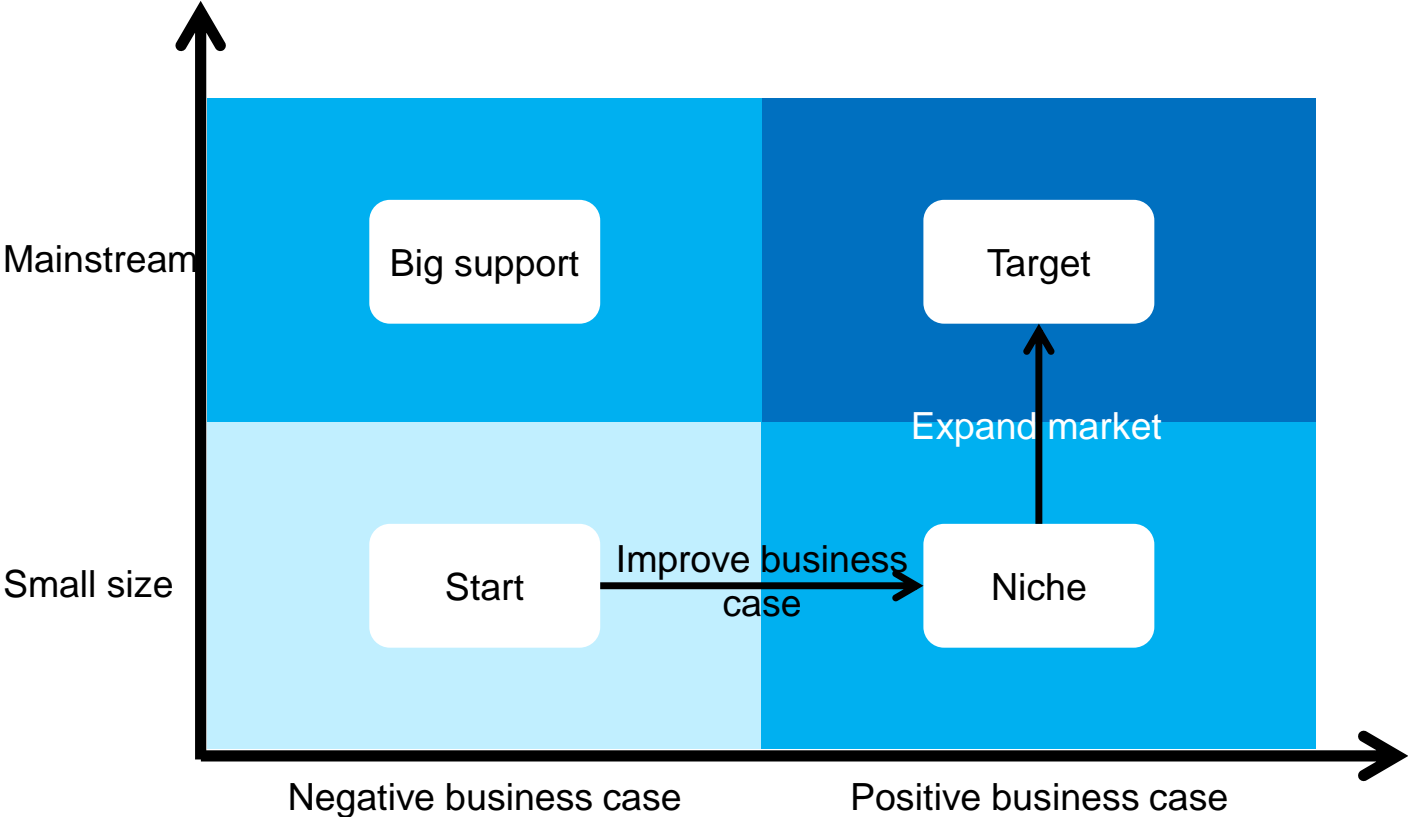 Mainstream
Big support
Target
Expand market
Small size
Start
Improve business
case
Niche
Negative business case
Positive business case